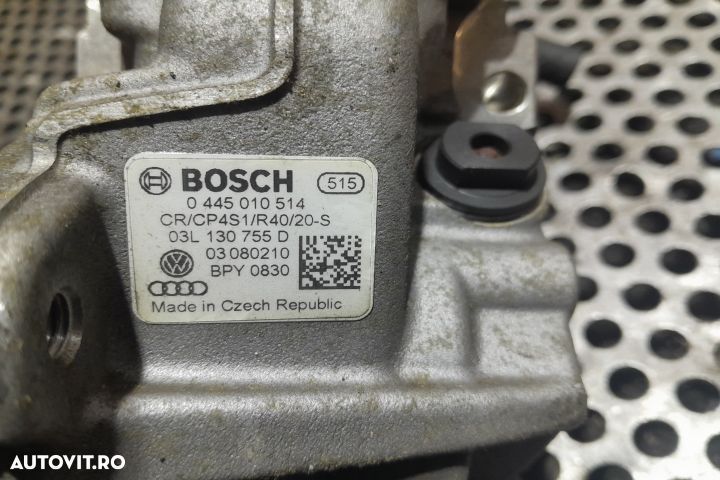 BOSCH 515
0 445 010 514
CR/CP4S1/R40/20-S
03L 130 755 D
03 080210
BPY 0830
Made in Czech Republic
AUTOVIT.RO